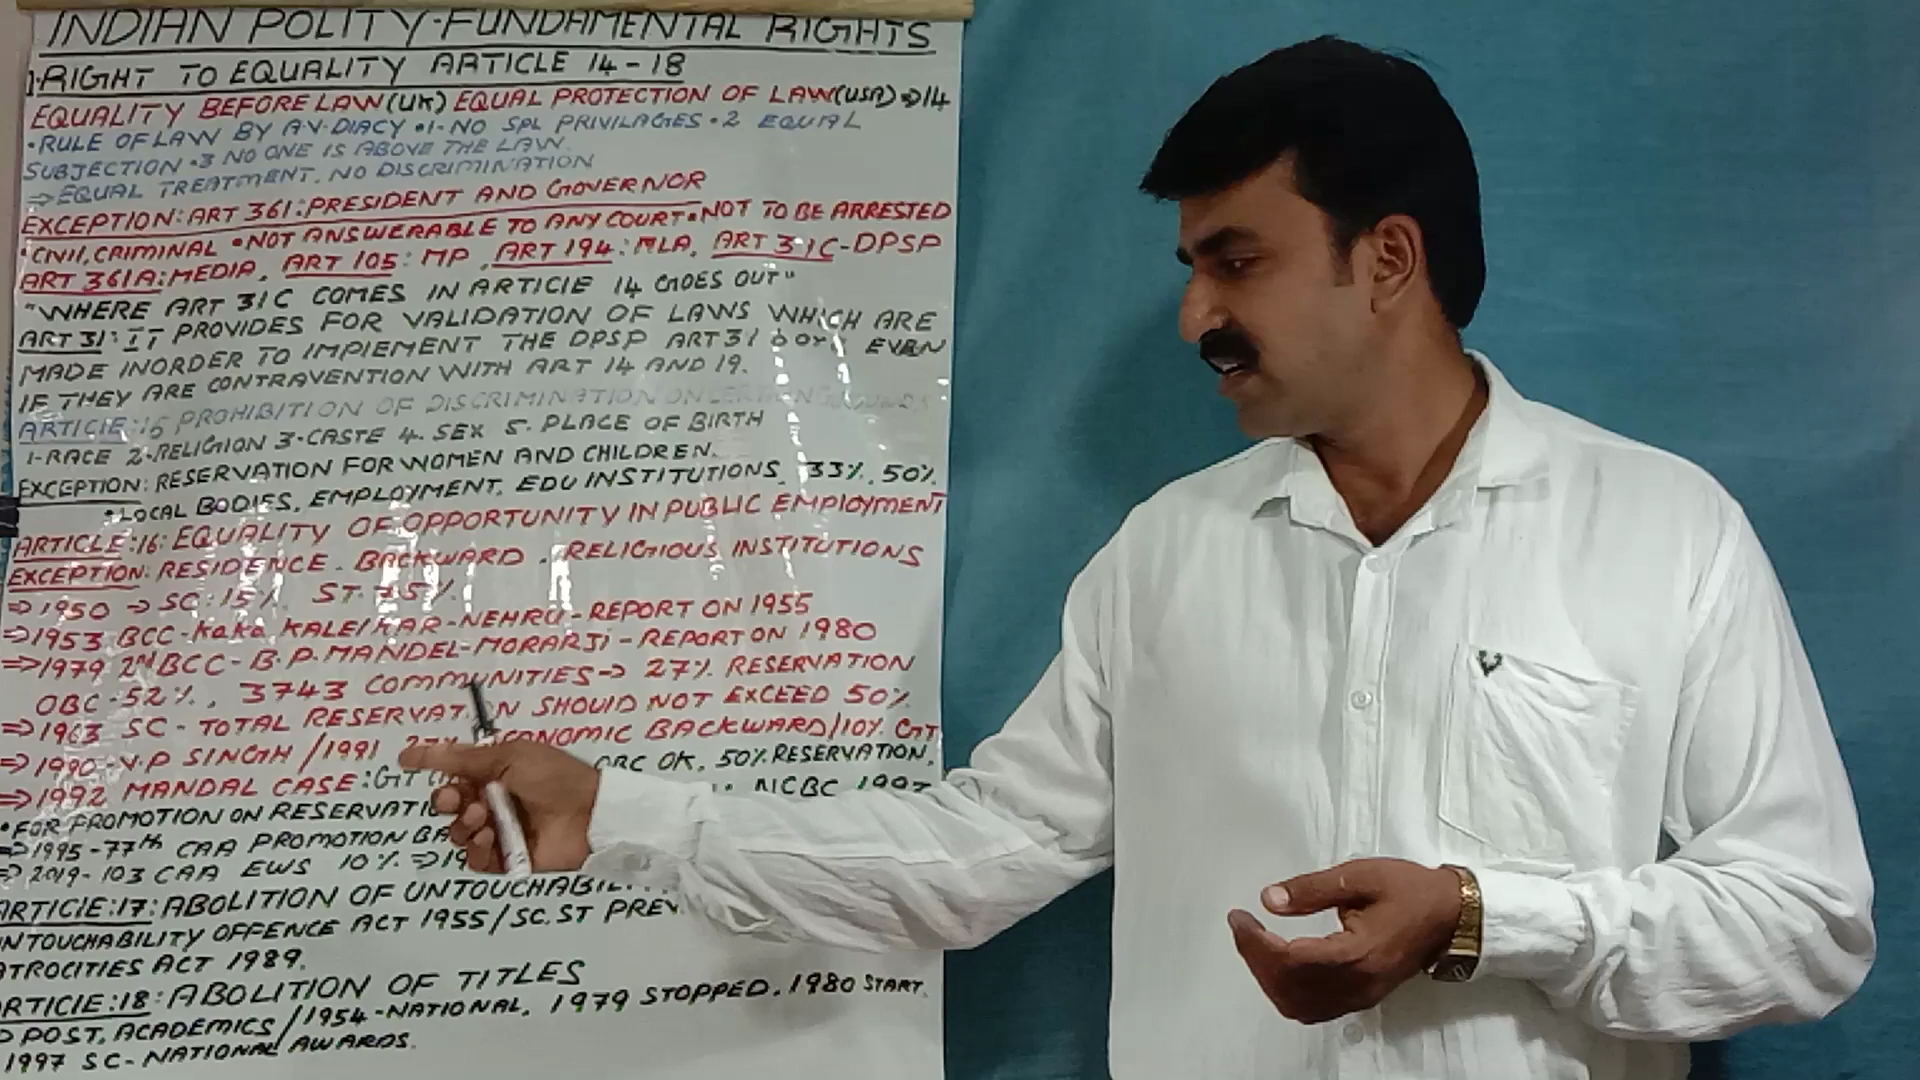 INDIAN POLITY-FUNDAMENTAL RIGHTS
1.RIGHT TO EQUALITY ARTICLE 14-18
EQUALITY BEFORE LAW(UK) EQUAL PROTECTION OF LAW(USA)⇒14
•RULE OF LAW BY A.V.DIACY •1-NO SPL PRIVILAGES •2 EQUAL
SUBJECTION •3 NO ONE IS ABOVE THE LAW.
⇒EQUAL TREATMENT. NO DISCRIMINATION
EXCEPTION:ART 361:PRESIDENT AND GOVERNOR
•CIVIL,CRIMINAL •NOT ANSWERABLE TO ANY COURT•NOT TO BE ARRESTED
ART 361A:MEDIA, ART 105: MP, ART 194:MLA, ART 31C-DPSP
"WHERE ART 31C COMES IN ARTICIE 14 GOES OUT"
ART 31: IT PROVIDES FOR VALIDATION OF LAWS WHICH ARE
MADE INORDER TO IMPIEMENT THE DPSP ART 31 EVEN
IF THEY ARE CONTRAVENTION WITH ART 14 AND 19.
ARTICIE:15 PROHIBITION OF DISCRIMINATION ON
1-RACE 2-RELIGION 3-CASTE 4. SEX 5. PLACE OF BIRTH
EXCEPTION: RESERVATION FOR WOMEN AND CHILDREN.
•LOCAL BODIES, EMPLOYMENT, EDU INSTITUTIONS, 33%, 50%
ARTICLE:16: EQUALITY OF OPPORTUNITY IN PUBLIC EMPLOYMENT
EXCEPTION: RESIDENCE. BACKWARD. RELIGIOUS INSTITUTIONS
⇒1950 → SC:15% ST
⇒1953 BCC-Kaka KALELKAR-NEHRU-REPORT ON 1955
⇒1979 2nd BCC-B.P.MANDEL-MORARJI-REPORT ON 1980
OBC-52%, 3743 COMMUNITIES→ 27% RESERVATION
⇒1963 SC-TOTAL RESERVATION SHOULD NOT EXCEED 50%
⇒1990-V.P SINGH/1991 BACKWARD/10% GT
⇒1992 MANDAL CASE:GT OBC OK, 50% RESERVATION,
•FOR PROMOTION ON NCBC
⇒1995-77th CAA PROMOTION
⇒2019-103 CAA EWS 10%
ARTICIE:17:ABOLITION OF
OFFENCE ACT 1955/SC.ST
ACT 1989.
:18:ABOLITION OF TITLES
POST, ACADEMICS/1954-NATIONAL, 1979 STOPPED. 1980 START.
1997 SC-NATIONAL AWARDS.